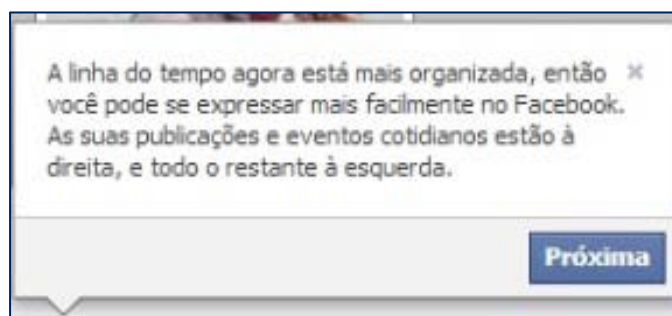 A linha do tempo agora está mais organizada, então
você pode se expressar mais facilmente no Facebook.
As suas publicações e eventos cotidianos estão à
direita, e todo o restante à esquerda.
Próxima